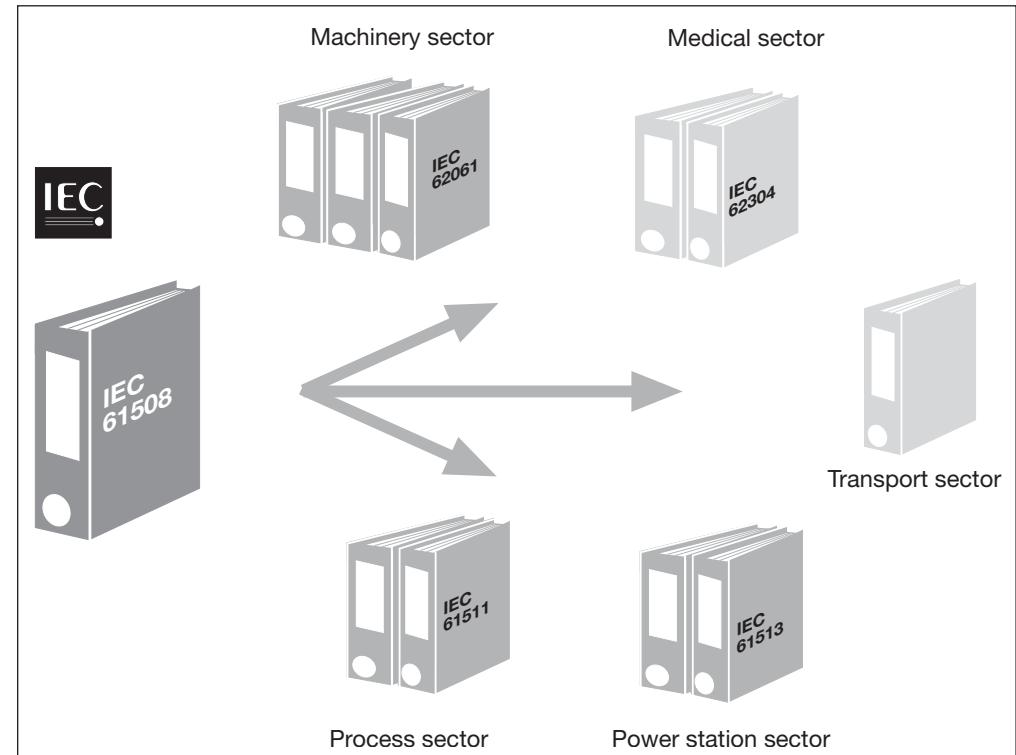 Machinery sector
Medical sector
IEC
62061
IEC
62304
IEC
IEC
61508
Transport sector
IEC
61511
IEC
61513
Process sector
Power station sector